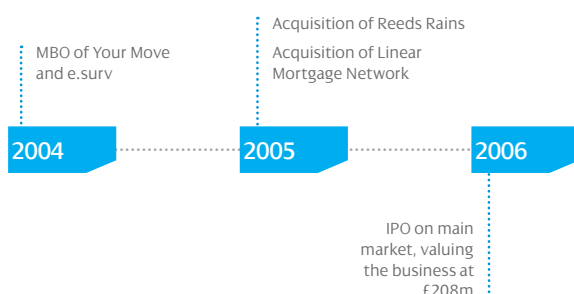 Acquisition of Reeds Rains
MBO of Your Move
and e.surv
Acquisition of Linear
Mortgage Network
2004
2005
2006
IPO on main
market, valuing
the business at
£208m